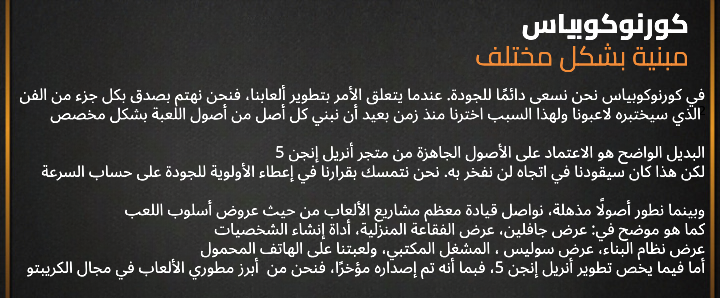 كورنوكوبياس
مبنية بشكل مختلف
في كورنوكوبياس نحن نسعى دائمًا للجودة. عندما يتعلق الأمر بتطوير ألعابنا، فنحن نهتم بصدق بكل جزء من الفن
الذي سيختبره لاعبونا ولهذا السبب اخترنا منذ زمن بعيد أن نبني كل أصل من أصول اللعبة بشكل مخصص
البديل الواضح هو الاعتماد على الأصول الجاهزة من متجر أنريل إنجن 5
لكن هذا كان سيقودنا في اتجاه لن نفخر به. نحن نتمسك بقرارنا في إعطاء الأولوية للجودة على حساب السرعة
وبينما نطور أصولًا مذهلة، نواصل قيادة معظم مشاريع الألعاب من حيث عروض أسلوب اللعب
كما هو موضح في: عرض جافلين، عرض الفقاعة المنزلية، أداة إنشاء الشخصيات
عرض نظام البناء، عرض سوليس ، المشغل المكتبي، ولعبتنا على الهاتف المحمول
أما فيما يخص تطوير أنريل إنجن 5، فبما أنه تم إصداره مؤخرًا، فنحن من أبرز مطوري الألعاب في مجال الكريبتو